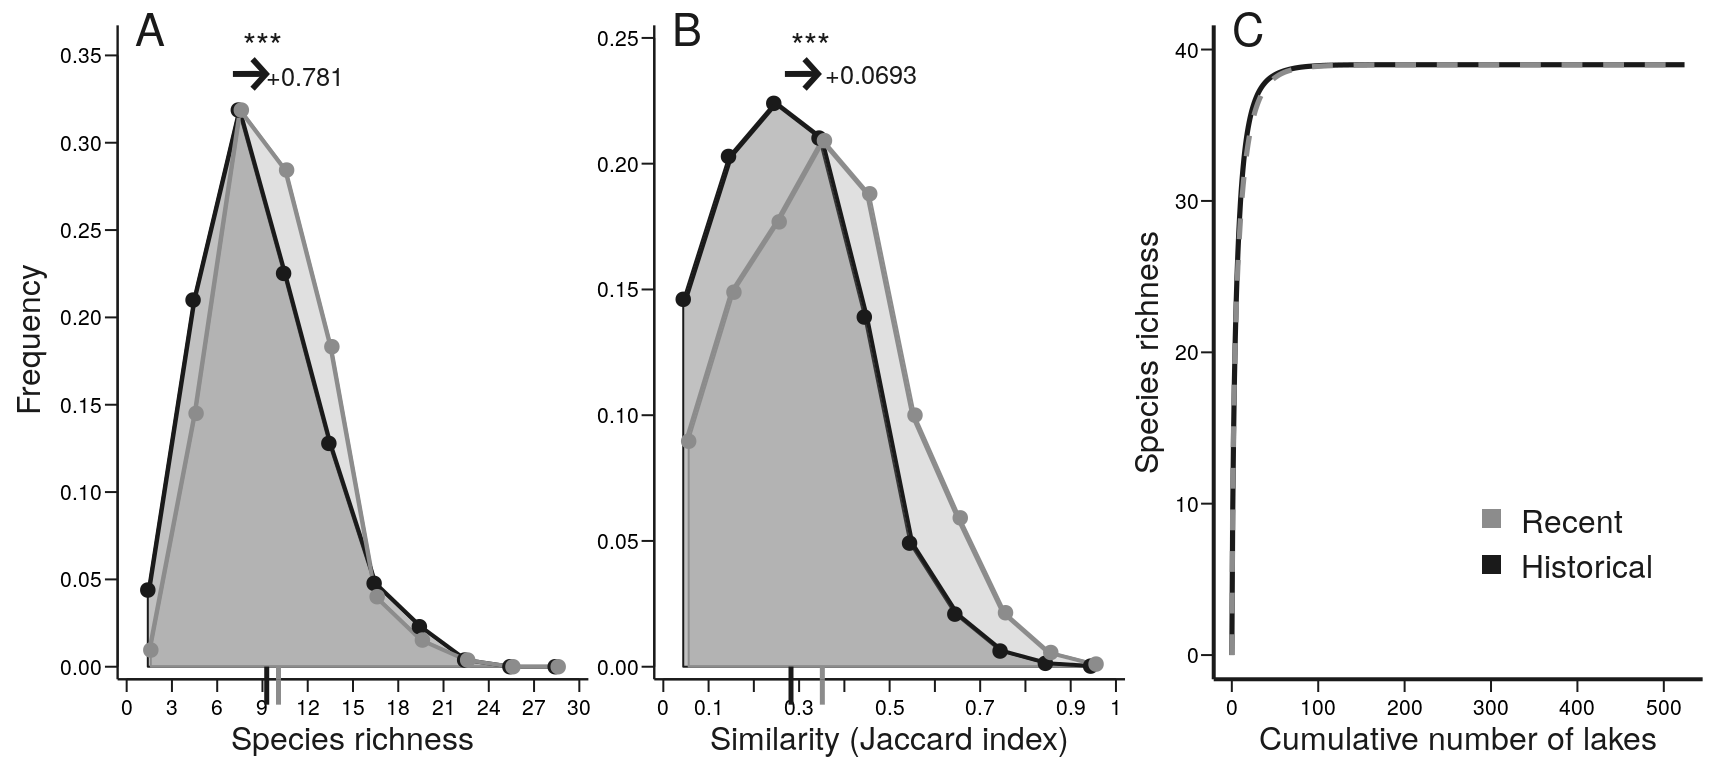 A
***
+0.781
Frequency
0.35
0.30
0.25
0.20
0.15
0.10
0.05
0.00
0 3 6 9 12 15 18 21 24 27 30
Species richness
B
***
+0.0693
0.25
0.20
0.15
0.10
0.05
0.00
0 0.1 0.3 0.5 0.7 0.9 1
Similarity (Jaccard index)
C
Species richness
40
30
20
10
0
Recent
Historical
0 100 200 300 400 500
Cumulative number of lakes